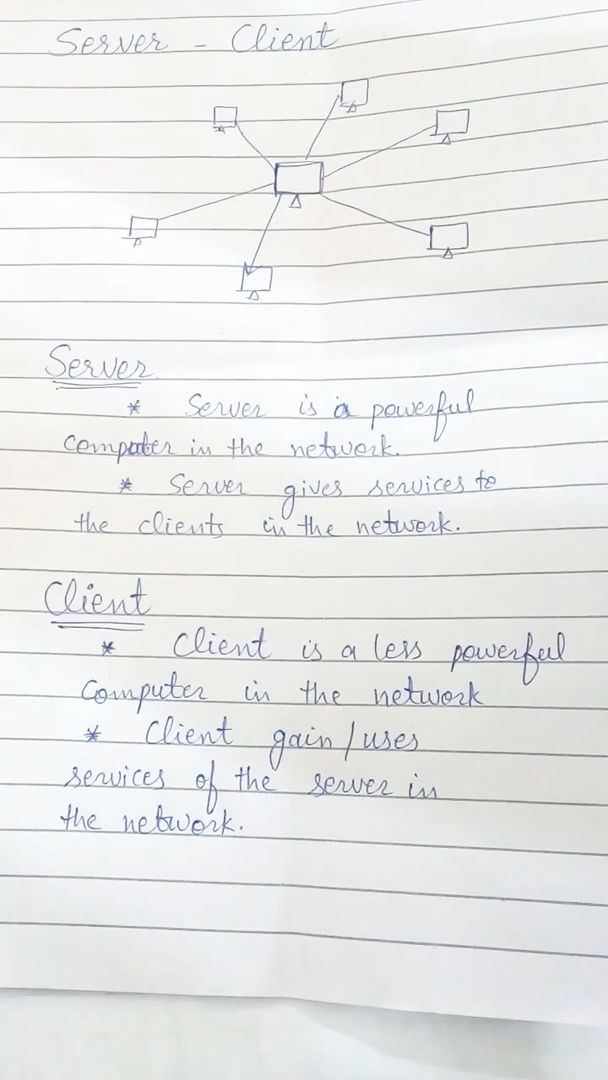 Server - Client
Server
* Server is a powerful
computer in the network.
* Server gives services to
the clients in the network.
Client
* Client is a less powerful
Computer in the network
* Client gain/uses
services of the server in
the network.